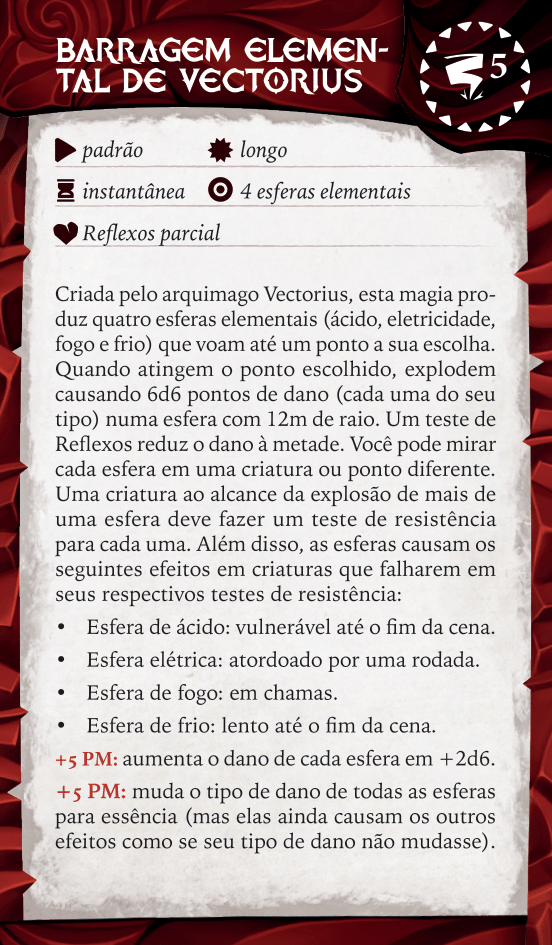 BARRAGEM ELEMEN-
TAL DE VECTORIUS
5
padrão
longo
instantânea
4 esferas elementais
Reflexos parcial
Criada pelo arquimago Vectorius, esta magia pro-
duz quatro esferas elementais (ácido, eletricidade,
fogo e frio) que voam até um ponto a sua escolha.
Quando atingem o ponto escolhido, explodem
causando 6d6 pontos de dano (cada uma do seu
tipo) numa esfera com 12m de raio. Um teste de
Reflexos reduz o dano à metade. Você pode mirar
cada esfera em uma criatura ou ponto diferente.
Uma criatura ao alcance da explosão de mais de
uma esfera deve fazer um teste de resistência
para cada uma. Além disso, as esferas causam os
seguintes efeitos em criaturas que falharem em
seus respectivos testes de resistência:
• Esfera de ácido: vulnerável até o fim da cena.
• Esfera elétrica: atordoado por uma rodada.
• Esfera de fogo: em chamas.
• Esfera de frio: lento até o fim da cena.
+5 PM: aumenta o dano de cada esfera em +2d6.
+5 PM: muda o tipo de dano de todas as esferas
para essência (mas elas ainda causam os outros
efeitos como se seu tipo de dano não mudasse).